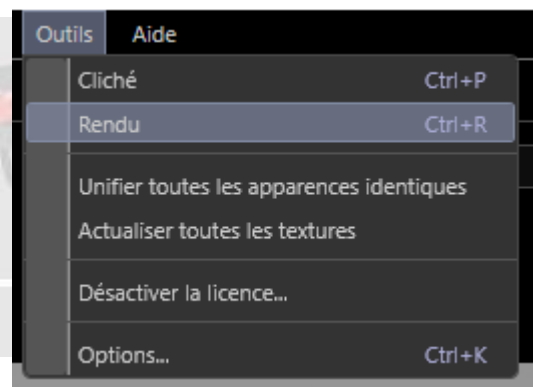 Outils Aide
Cliché Ctrl+P
Rendu Ctrl+R
Unifier toutes les apparences identiques
Actualiser toutes les textures
Désactiver la licence...
Options... Ctrl+K